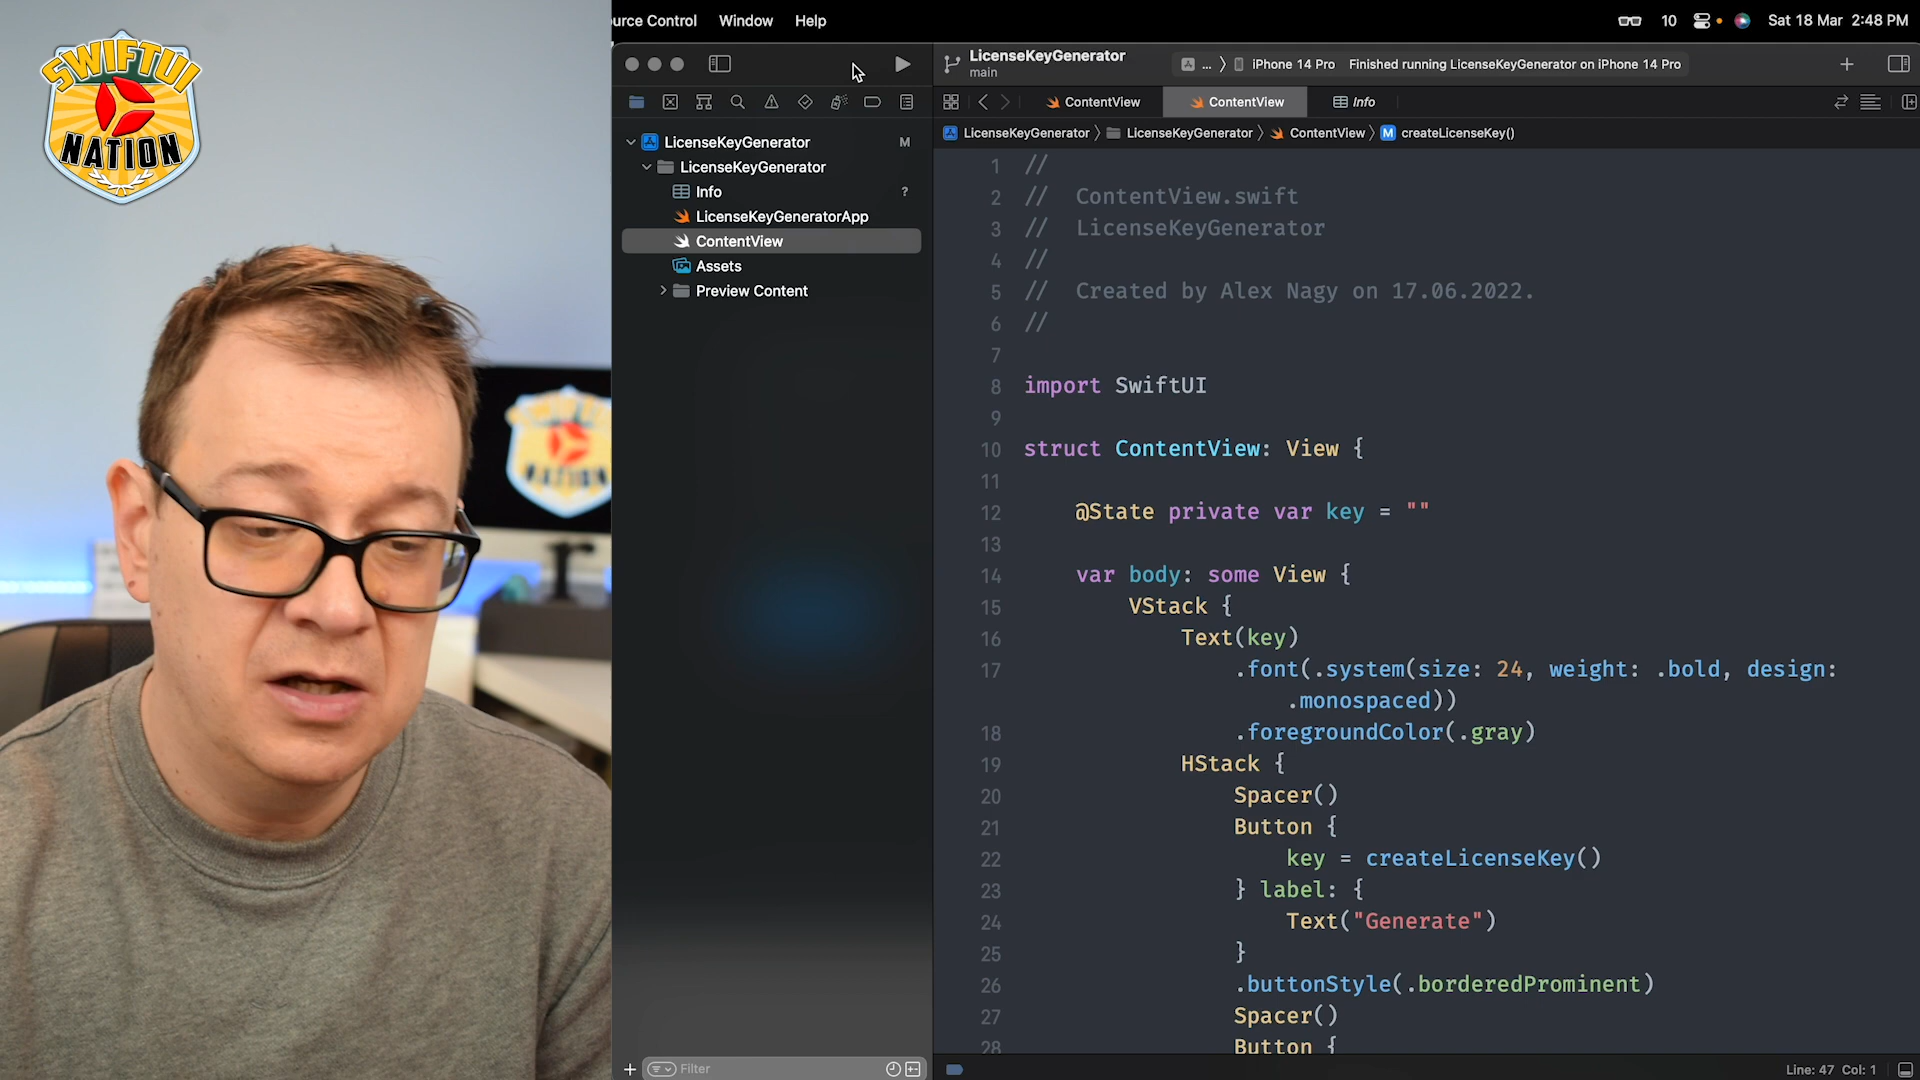 SWIFTUI
NATION
SWIFTUI
NATION
urce Control Window Help
10 Sat 18 Mar 2:48 PM
LicenseKeyGenerator
main
... iPhone 14 Pro Finished running LicenseKeyGenerator on iPhone 14 Pro
ContentView ContentView Info
LicenseKeyGenerator LicenseKeyGenerator ContentView M createLicenseKey()
LicenseKeyGenerator M
LicenseKeyGenerator
Info ?
LicenseKeyGeneratorApp
ContentView
Assets
Preview Content
Filter
1 //
2 // ContentView.swift
3 // LicenseKeyGenerator
4 //
5 // Created by Alex Nagy on 17.06.2022.
6 //
7
8 import SwiftUI
9
10 struct ContentView: View {
11
12 @State private var key = ""
13
14 var body: some View {
15 VStack {
16 Text(key)
17 .font(.system(size: 24, weight: .bold, design:
.monospaced))
18 .foregroundColor(.gray)
19 HStack {
20 Spacer()
21 Button {
22 key = createLicenseKey()
23 } label: {
24 Text("Generate")
25 }
26 .buttonStyle(.borderedProminent)
27 Spacer()
28 Button {
Line: 47 Col: 1